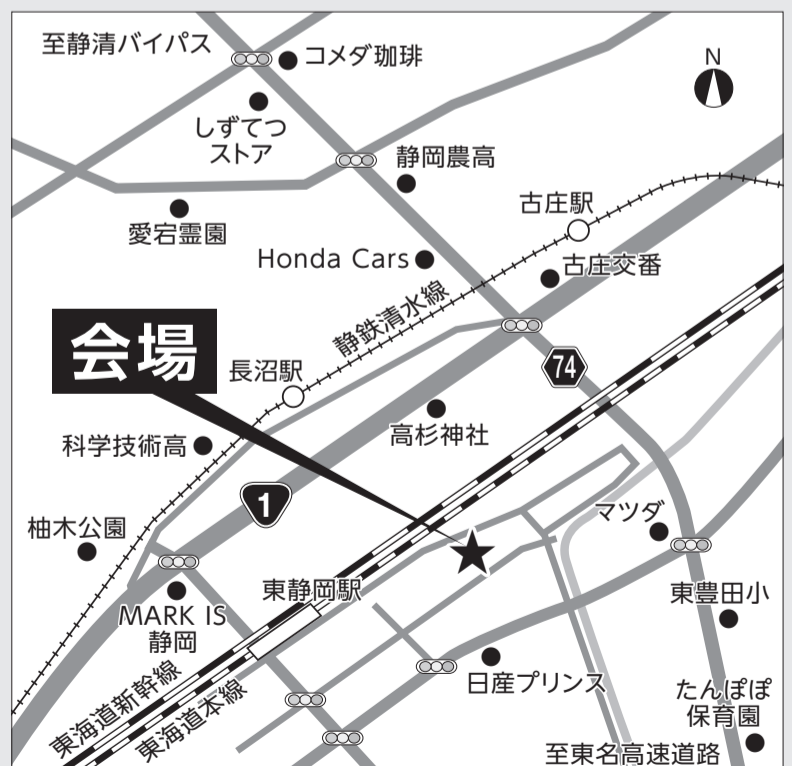 至静清バイパス
コメダ珈琲
N
しずてつ
ストア
静岡農高
古庄駅
愛宕霊園
Honda Cars
古庄交番
静鉄清水線
会場
長沼駅
74
高杉神社
科学技術高
1
柚木公園
マツダ
東静岡駅
東豊田小
MARK IS
静岡
日産プリンス
東海道新幹線
東海道本線
たんぽぽ
保育園
至東名高速道路